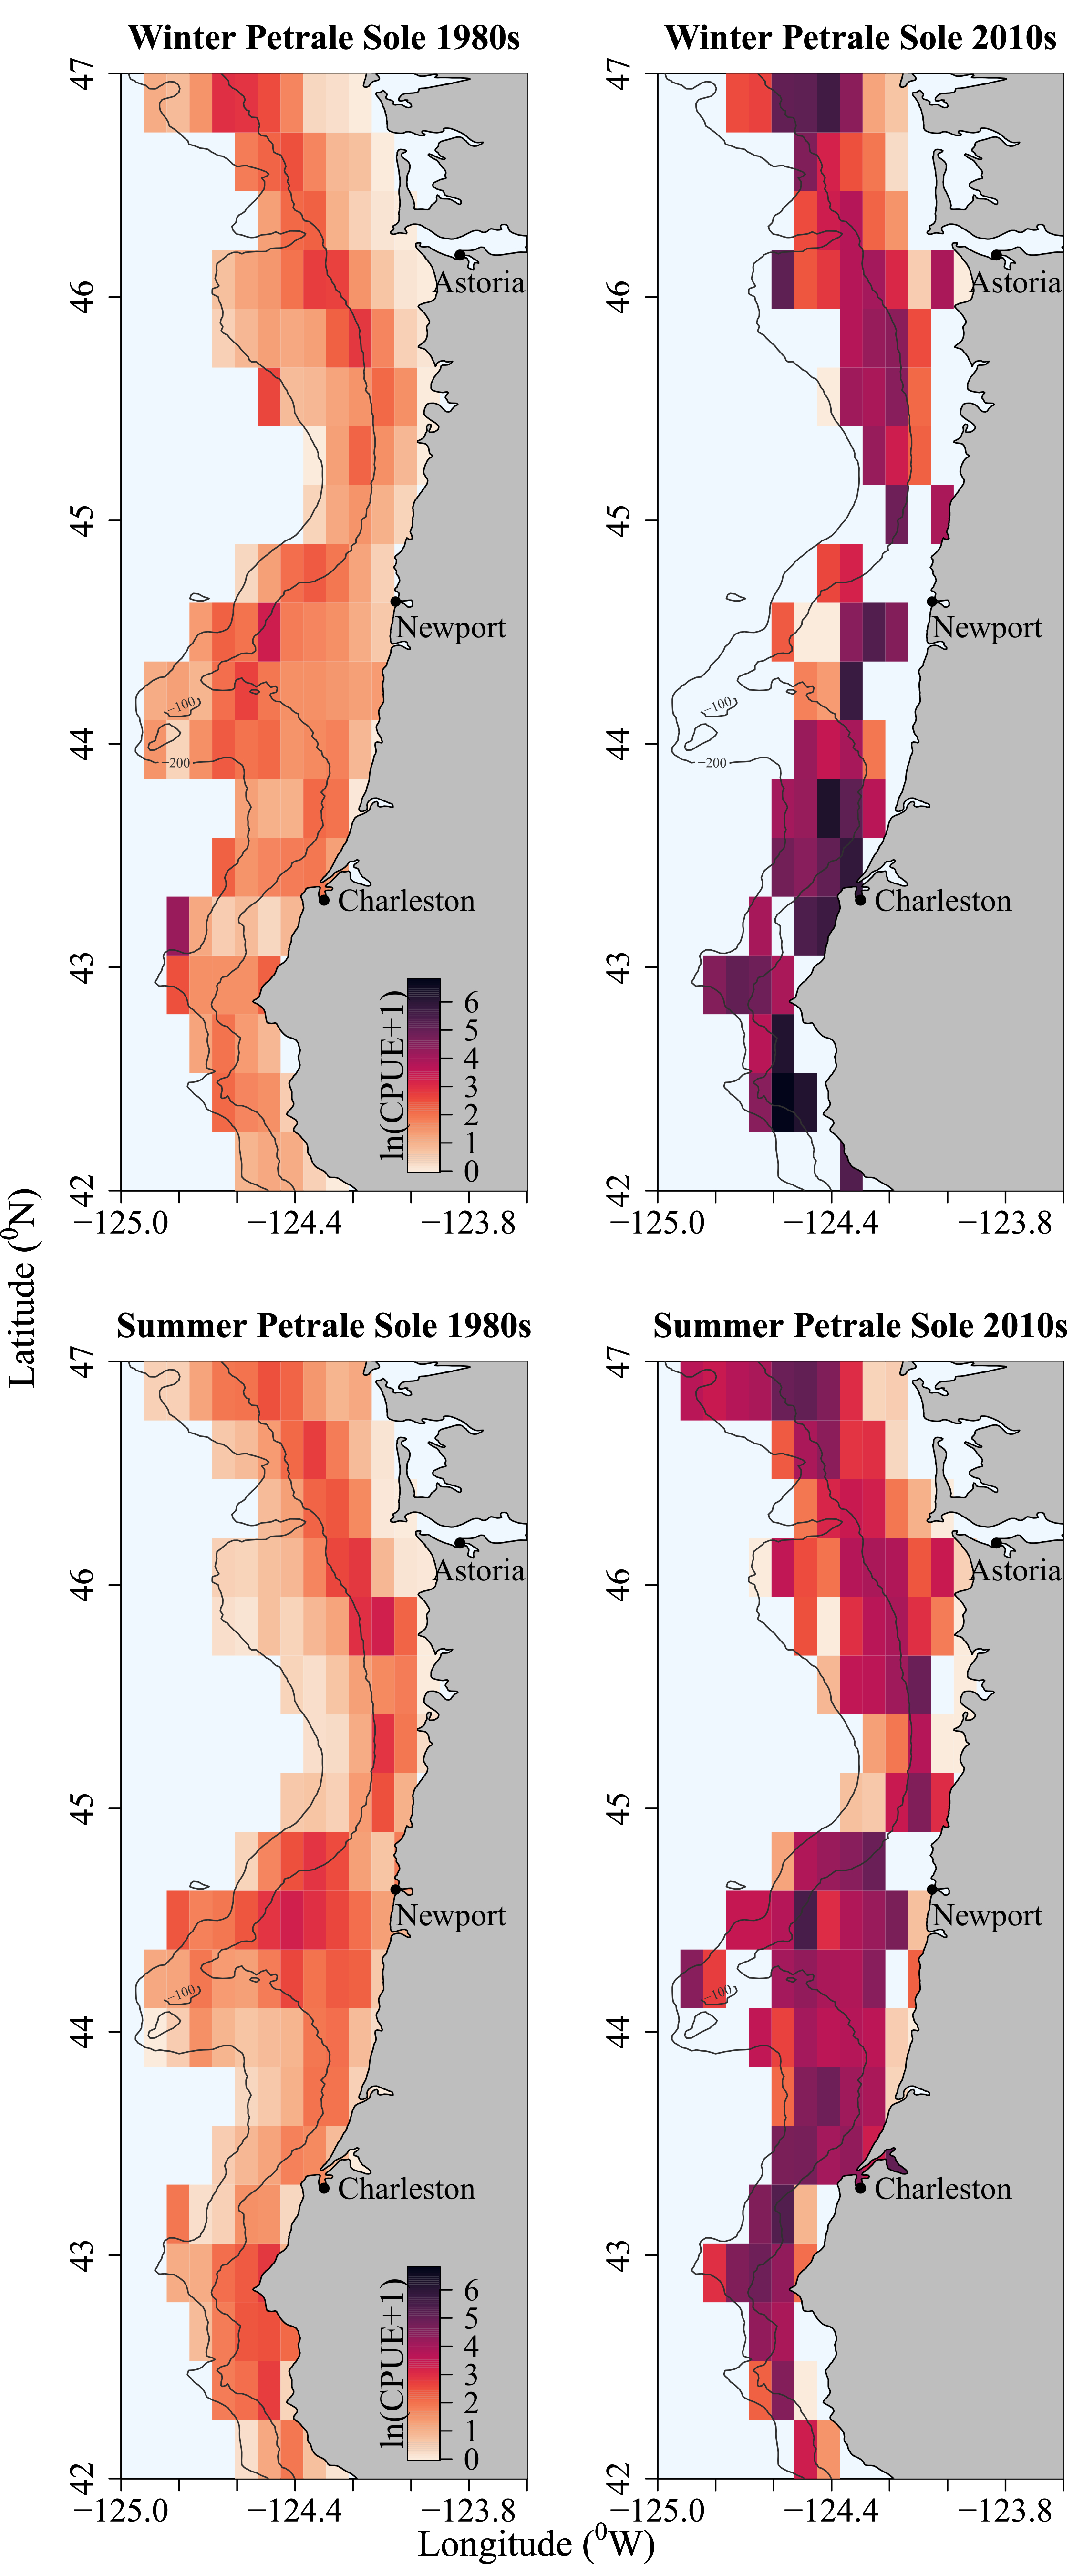 Winter Petrale Sole 1980s
Winter Petrale Sole 2010s
47
46
45
44
43
42
−125.0
−124.4
−123.8
Astoria
Newport
Charleston
−100
−200
ln(CPUE+1)
6
5
4
3
2
1
0
47
46
45
44
43
42
−125.0
−124.4
−123.8
Astoria
Newport
Charleston
−100
−200
Latitude (⁰N)
Summer Petrale Sole 1980s
Summer Petrale Sole 2010s
47
46
45
44
43
42
−125.0
−124.4
−123.8
Astoria
Newport
Charleston
−100
ln(CPUE+1)
6
5
4
3
2
1
0
47
46
45
44
43
42
−125.0
−124.4
−123.8
Astoria
Newport
Charleston
−100
Longitude (⁰W)